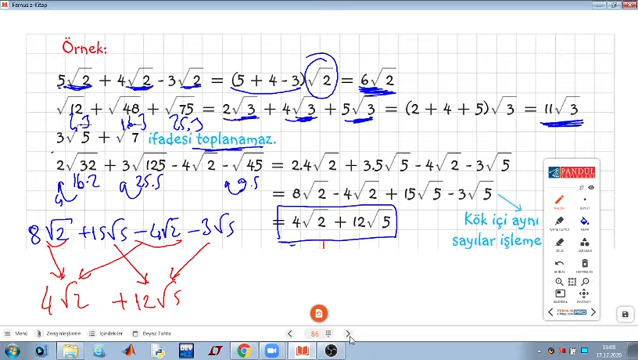 Fernus z-Kitap
Örnek:
5√2 + 4√2 - 3√2 = (5 + 4 - 3)√2 = 6√2
√12 + √48 + √75 = 2√3 + 4√3 + 5√3 = (2 + 4 + 5)√3 = 11√3
4.3 16.3 25.3
3√5 + √7 ifadesi toplanamaz.
2√32 + 3√125 - 4√2 - √45 = 2.4√2 + 3.5√5 - 4√2 - 3√5
16.2 25.5 9.5
= 8√2 - 4√2 + 15√5 - 3√5
= 4√2 + 12√5
Kök içi aynı
sayılar işleme
8√2 + 15√5 - 4√2 - 3√5
4√2 + 12√5
PANDUL
Menü Zenginleştirme İçindekiler Beyaz Tahta
86
17.12.2020